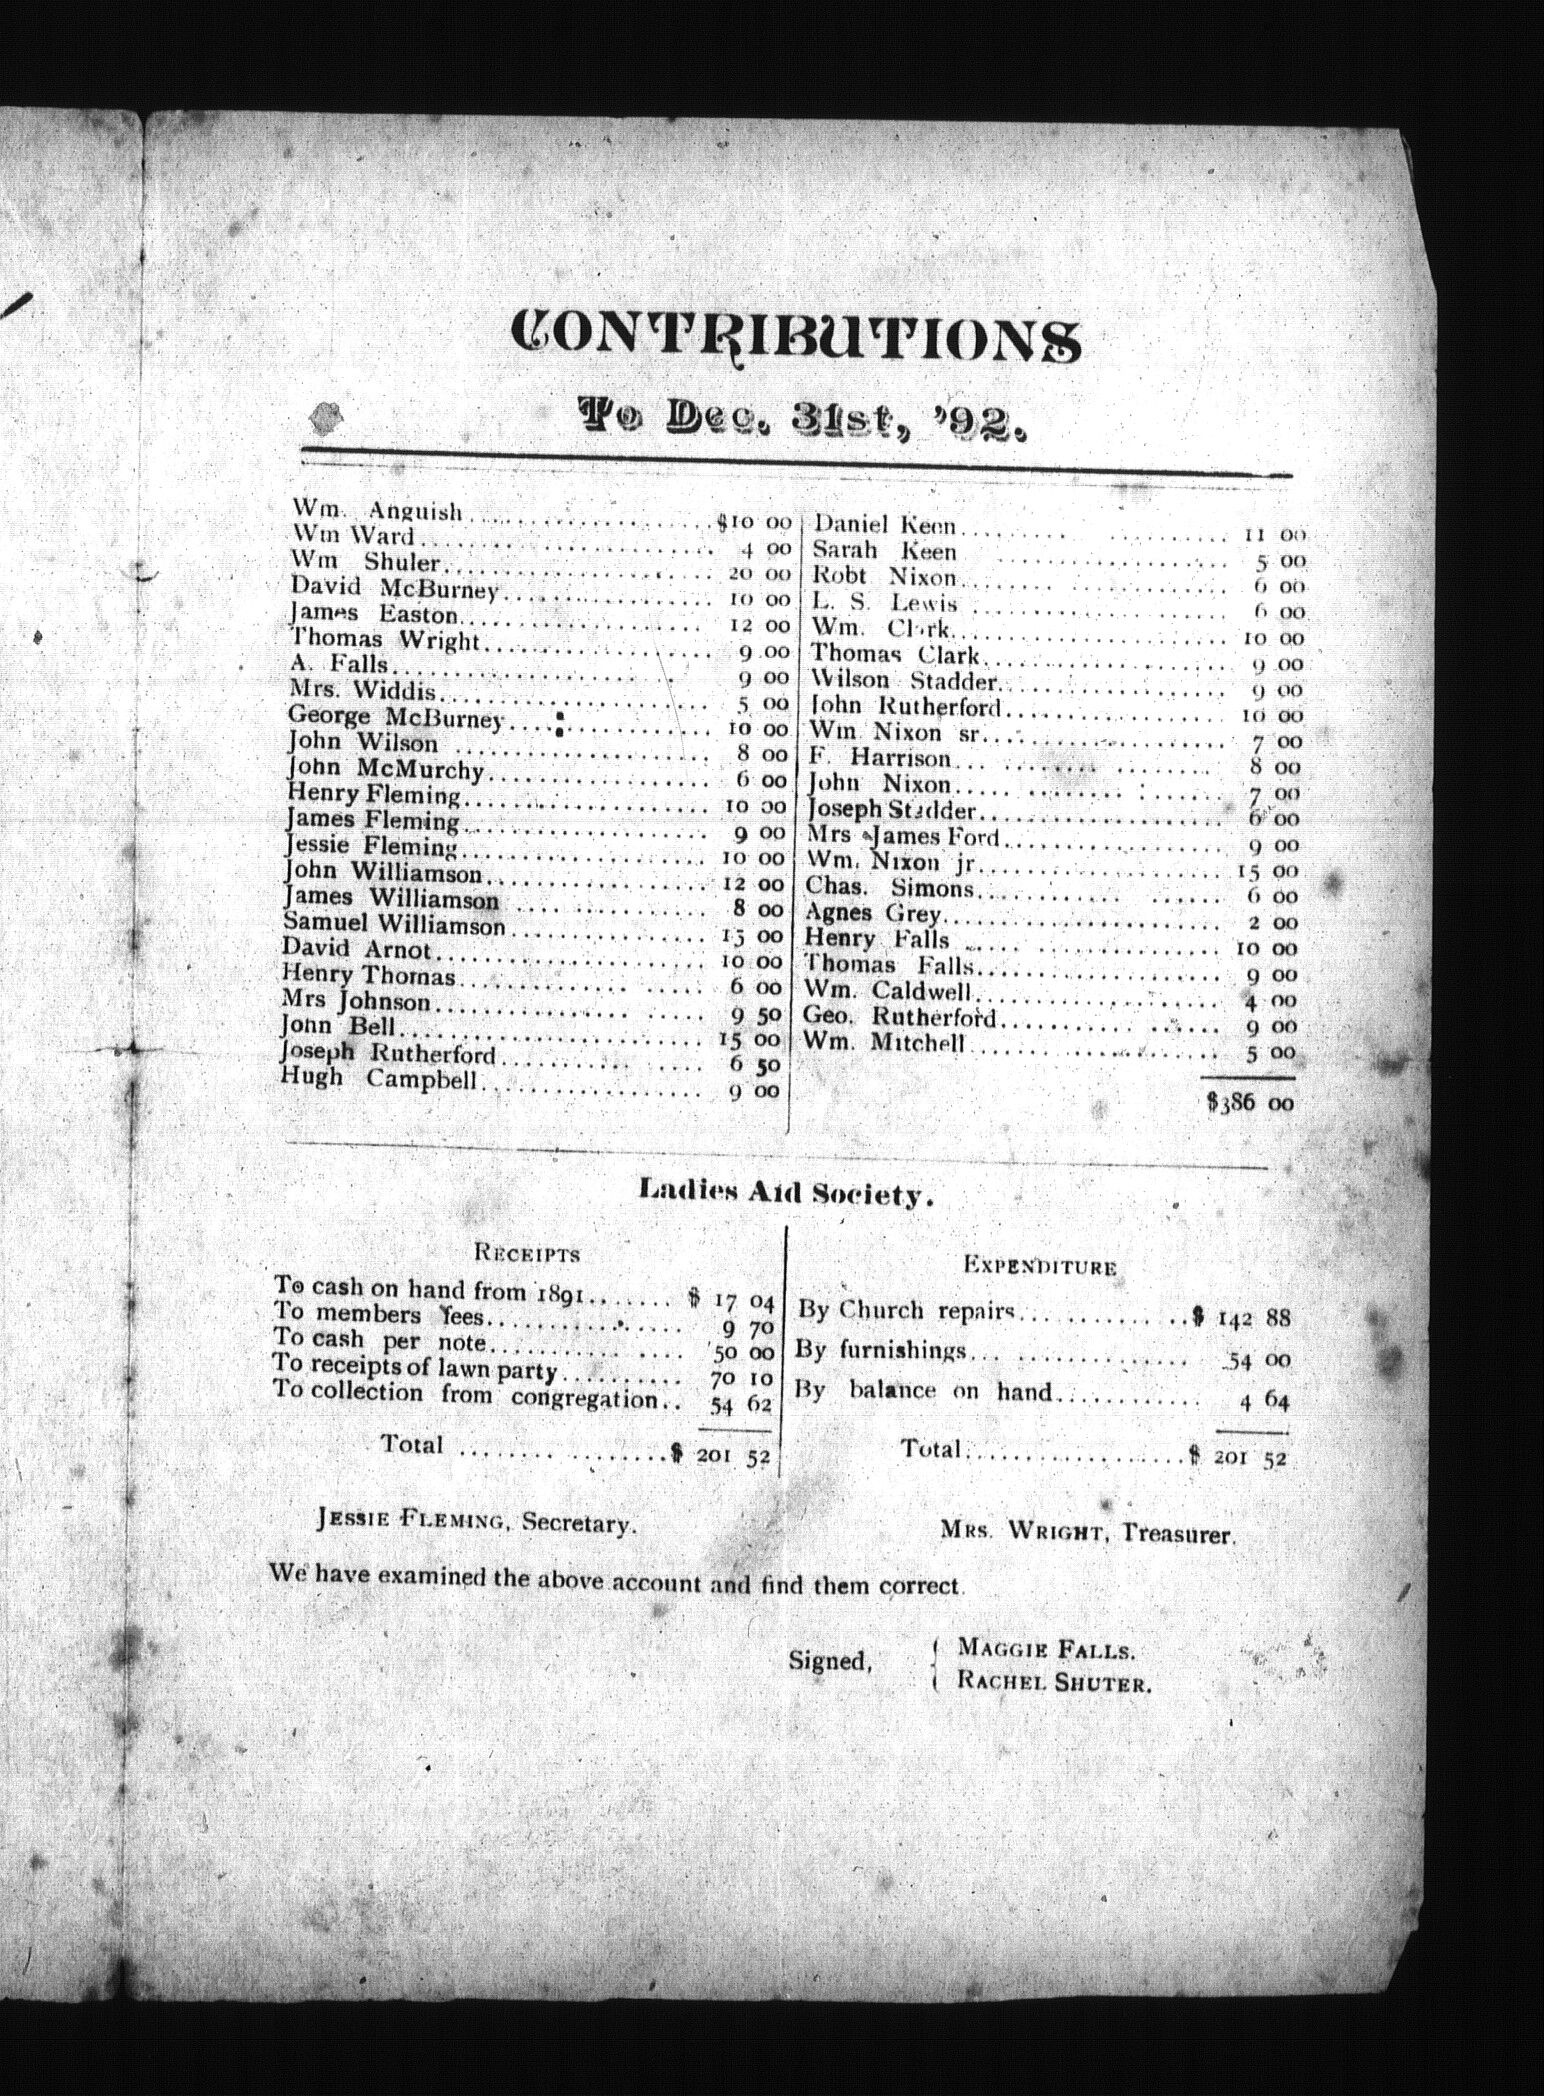 CONTRIBUTIONS
To Dec. 31st, '92.
Wm. Anguish $10 00
Wm Ward 4 00
Wm Shuler 20 00
David McBurney 10 00
James Easton 12 00
Thomas Wright 9 00
A. Falls 9 00
Mrs. Widdis 5 00
George McBurney 10 00
John Wilson 8 00
John McMurchy 6 00
Henry Fleming 10 00
James Fleming 9 00
Jessie Fleming 10 00
John Williamson 12 00
James Williamson 8 00
Samuel Williamson 15 00
David Arnot 10 00
Henry Thomas 6 00
Mrs Johnson 9 50
John Bell 15 00
Joseph Rutherford 6 50
Hugh Campbell 9 00
Daniel Keen 11 00
Sarah Keen 5 00
Robt Nixon 6 00
L. S. Lewis 6 00
Wm. Clark 10 00
Thomas Clark 9 00
Wilson Stadder 9 00
John Rutherford 10 00
Wm Nixon sr 7 00
F. Harrison 8 00
John Nixon 7 00
Joseph Stadder 6 00
Mrs James Ford 9 00
Wm. Nixon jr 15 00
Chas. Simons 6 00
Agnes Grey 2 00
Henry Falls 10 00
Thomas Falls 9 00
Wm. Caldwell 4 00
Geo. Rutherford 9 00
Wm. Mitchell 5 00
$386 00
Ladies Aid Society.
RECEIPTS
To cash on hand from 1891 $ 17 04
To members fees 9 70
To cash per note 50 00
To receipts of lawn party 70 10
To collection from congregation 54 62
Total $ 201 52
EXPENDITURE
By Church repairs $ 142 88
By furnishings 54 00
By balance on hand 4 64
Total $ 201 52
JESSIE FLEMING, Secretary.
MRS. WRIGHT, Treasurer.
We have examined the above account and find them correct.
Signed,
MAGGIE FALLS.
RACHEL SHUTER.